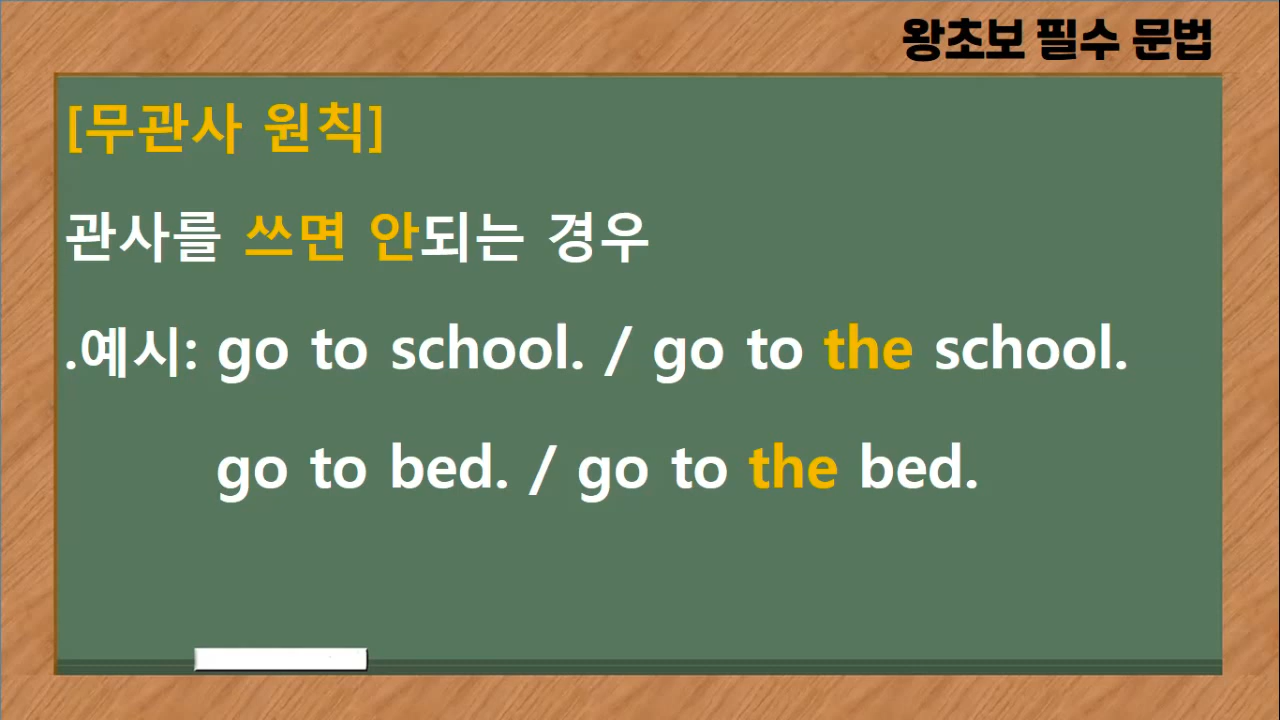 왕초보 필수 문법
[무관사 원칙]
관사를 쓰면 안되는 경우
.예시: go to school. / go to the school.
go to bed. / go to the bed.